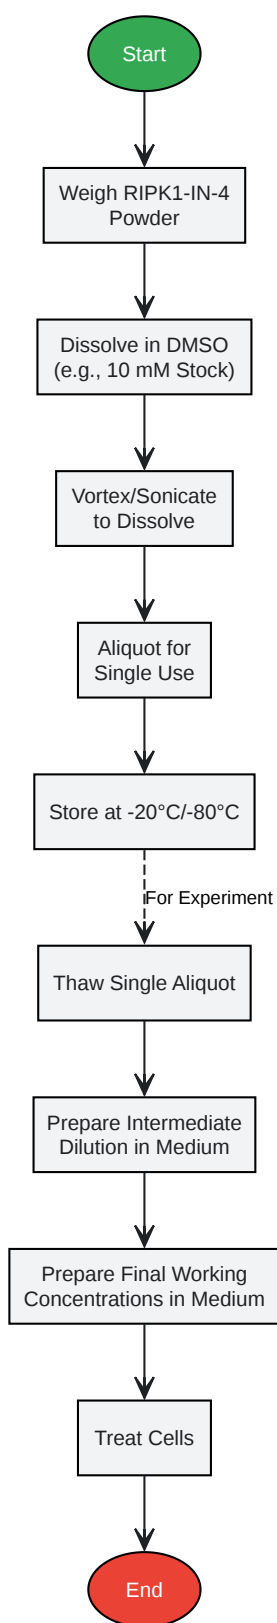 Start
Weigh RIPK1-IN-4
Powder
Dissolve in DMSO
(e.g., 10 mM Stock)
Vortex/Sonicate
to Dissolve
Aliquot for
Single Use
Store at -20°C/-80°C
For Experiment
Thaw Single Aliquot
Prepare Intermediate
Dilution in Medium
Prepare Final Working
Concentrations in Medium
Treat Cells
End